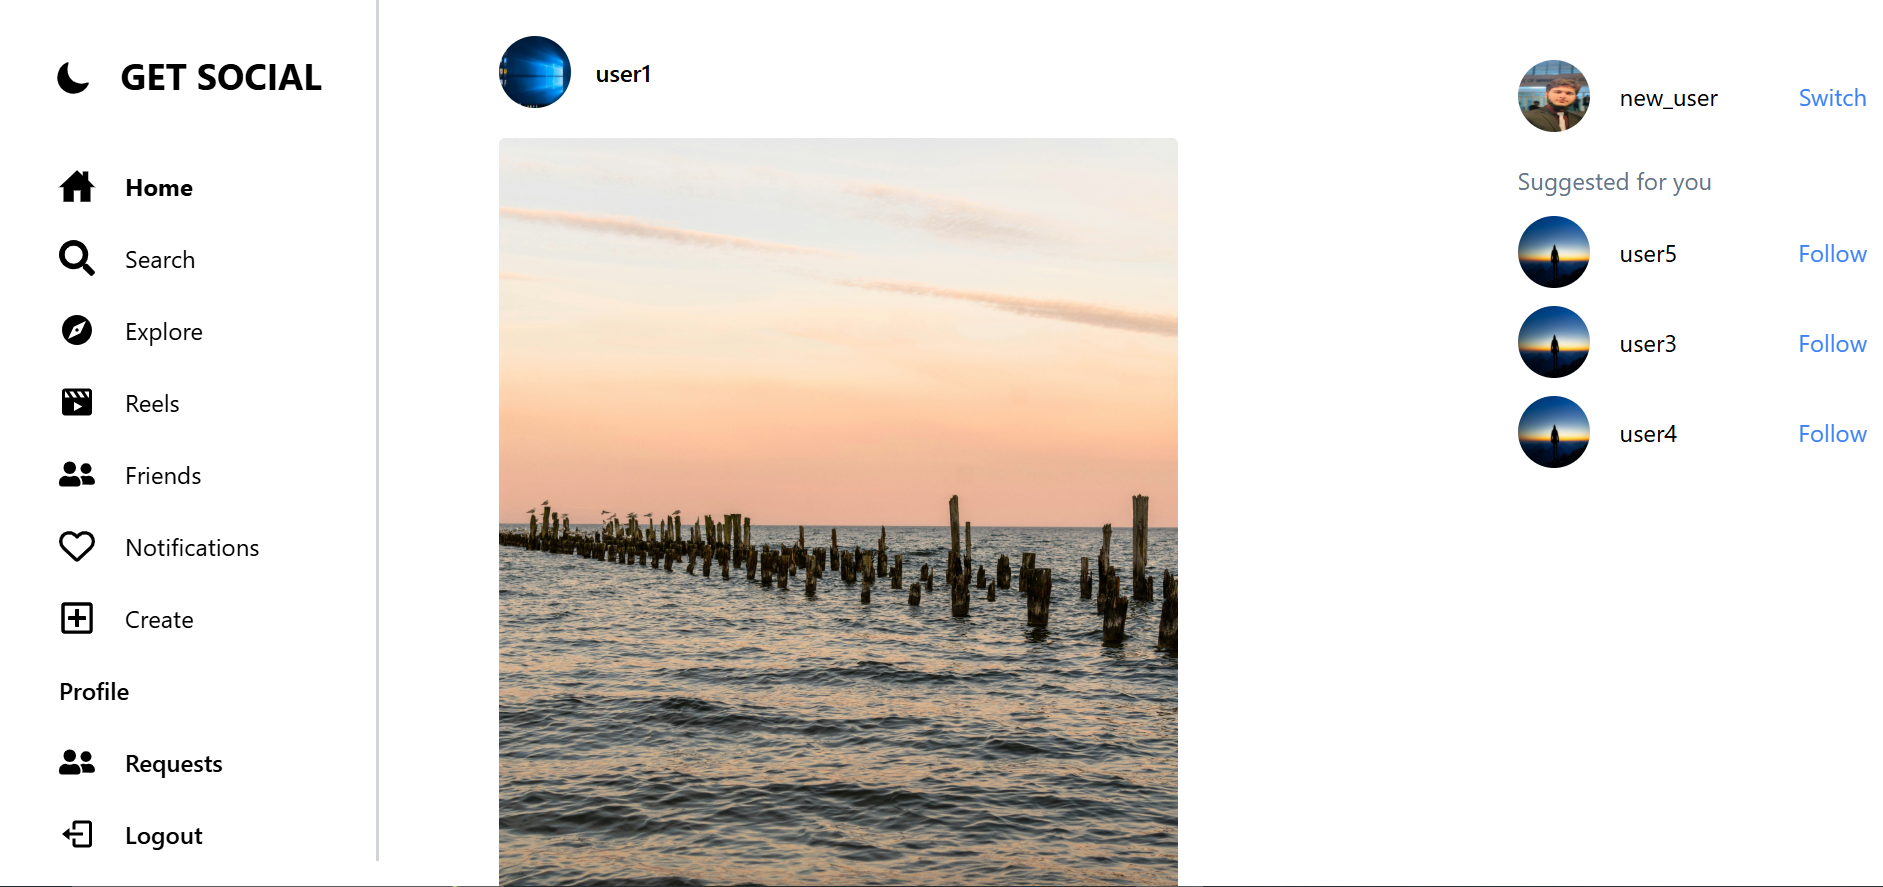 GET SOCIAL
Home
Search
Explore
Reels
Friends
Notifications
Create
Profile
Requests
Logout
user1
new_user Switch
Suggested for you
user5 Follow
user3 Follow
user4 Follow